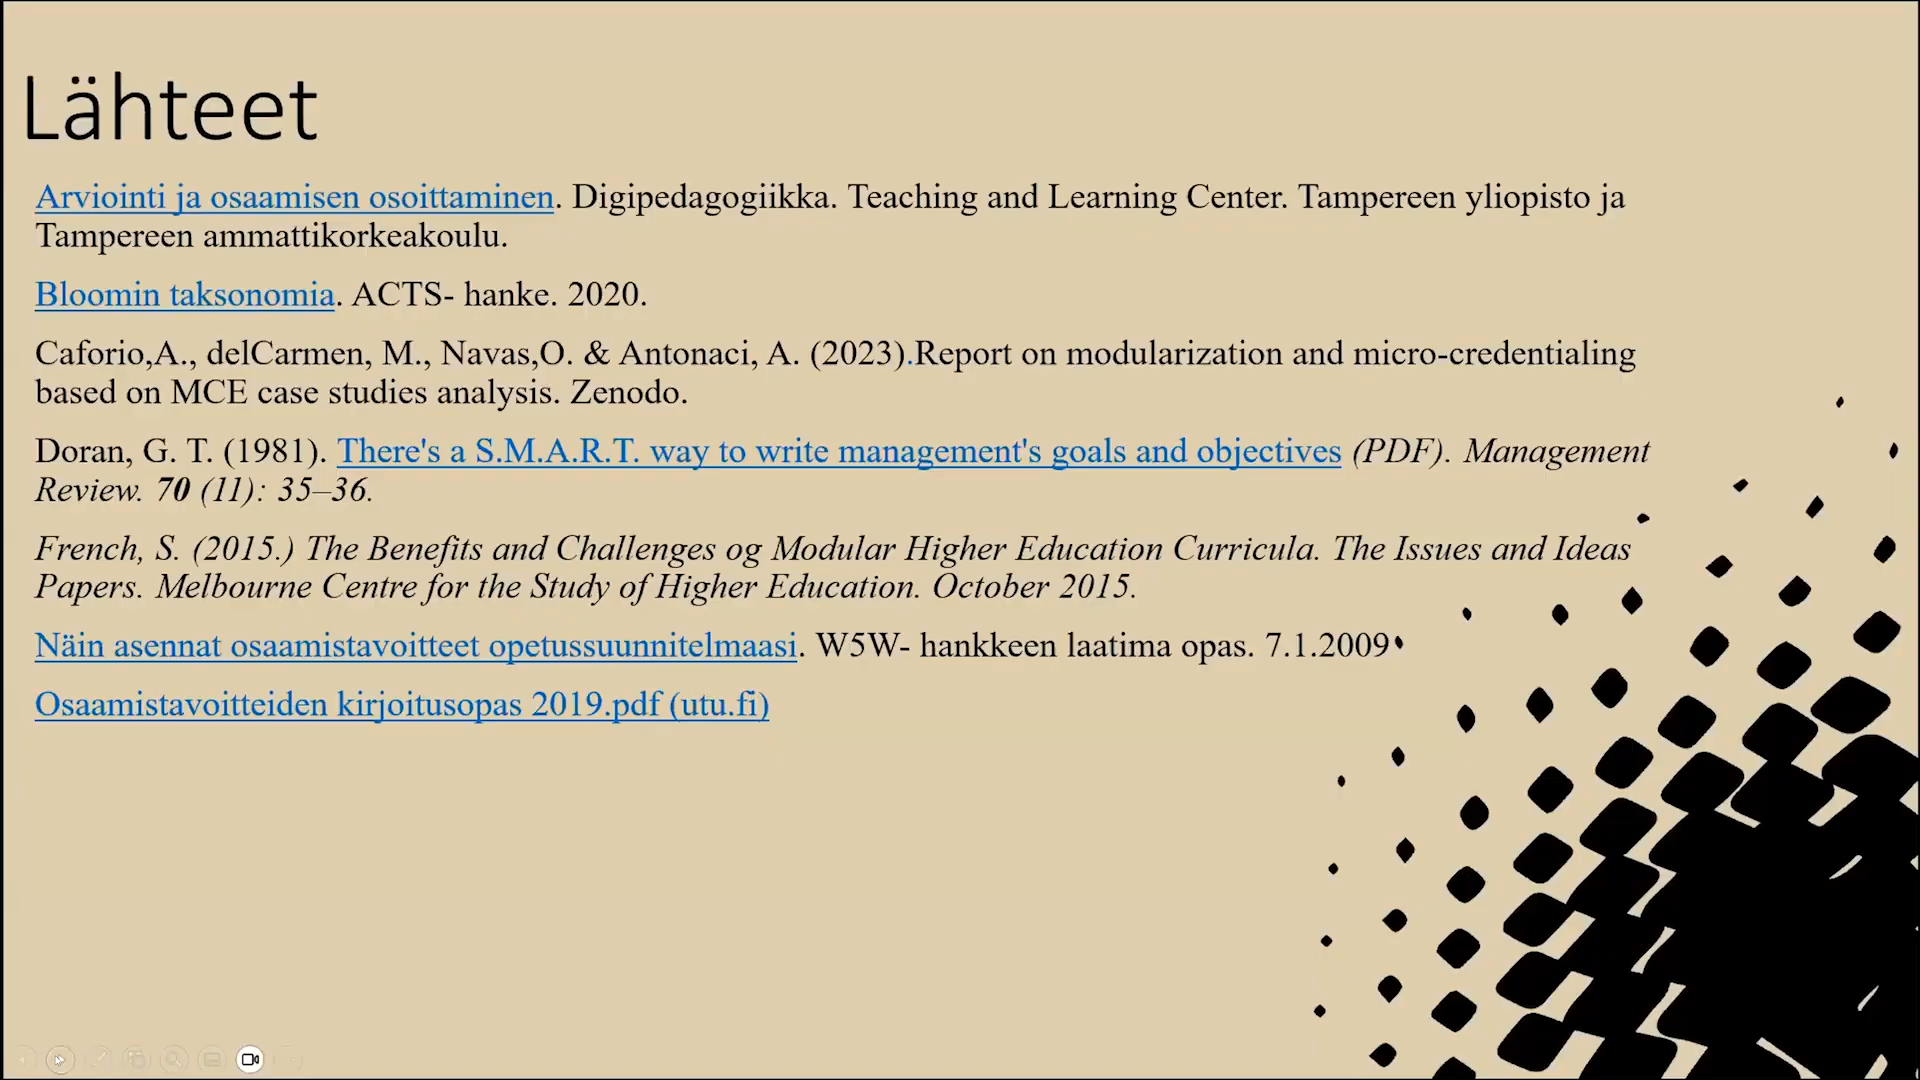 Lähteet
Arviointi ja osaamisen osoittaminen. Digipedagogiikka. Teaching and Learning Center. Tampereen yliopisto ja
Tampereen ammattikorkeakoulu.
Bloomin taksonomia. ACTS- hanke. 2020.
Caforio,A., delCarmen, M., Navas,O. & Antonaci, A. (2023).Report on modularization and micro-credentialing
based on MCE case studies analysis. Zenodo.
Doran, G. T. (1981). There's a S.M.A.R.T. way to write management's goals and objectives (PDF). Management
Review. 70 (11): 35–36.
French, S. (2015.) The Benefits and Challenges og Modular Higher Education Curricula. The Issues and Ideas
Papers. Melbourne Centre for the Study of Higher Education. October 2015.
Näin asennat osaamistavoitteet opetussuunnitelmaasi. W5W- hankkeen laatima opas. 7.1.2009
Osaamistavoitteiden kirjoitusopas 2019.pdf (utu.fi)